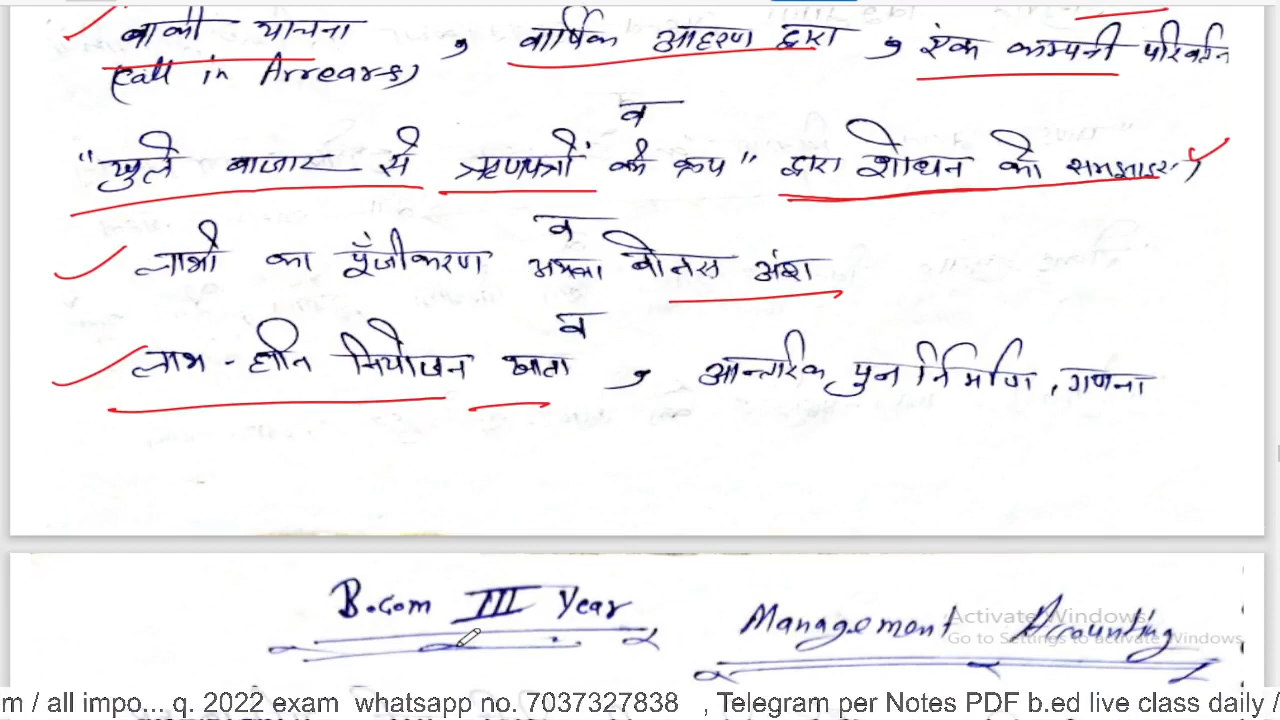 बाकी याचना , वार्षिक आहरण द्वारा , एक कम्पनी परिवर्तन
(Call in Arrears)
व
"खुले बाजार से ऋणपत्रों के क्रय" द्वारा शोधन को समझाइए।
व
लाभों का पूँजीकरण अथवा बोनस अंश
व
लाभ - हानि नियोजन खाता , आन्तरिक पुनर्निर्माण, गणना
B.Com III Year
Management Accounting
Activate Windows
Go to Settings to activate Windows
m / all impo... q. 2022 exam whatsapp no. 7037327838 , Telegram per Notes PDF b.ed live class daily /